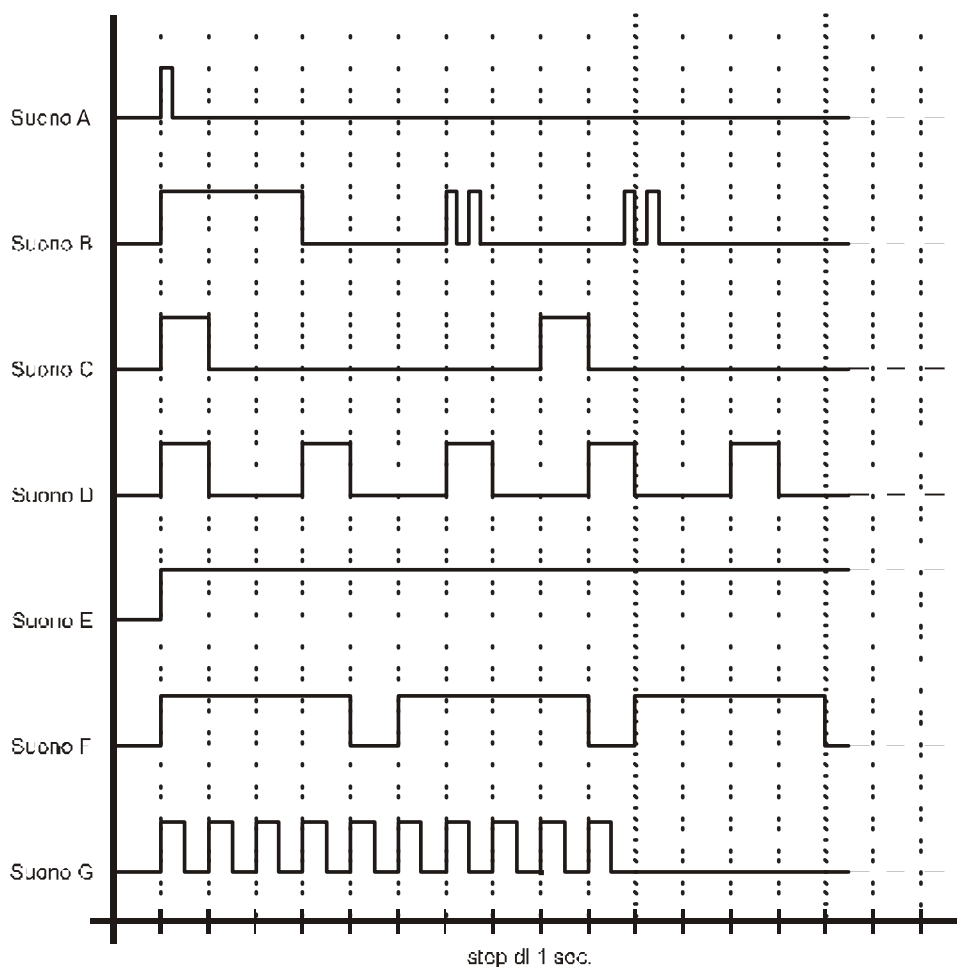 Suono A
Suono B
Suono C
Suono D
Suono E
Suono F
Suono G
step di 1 sec.